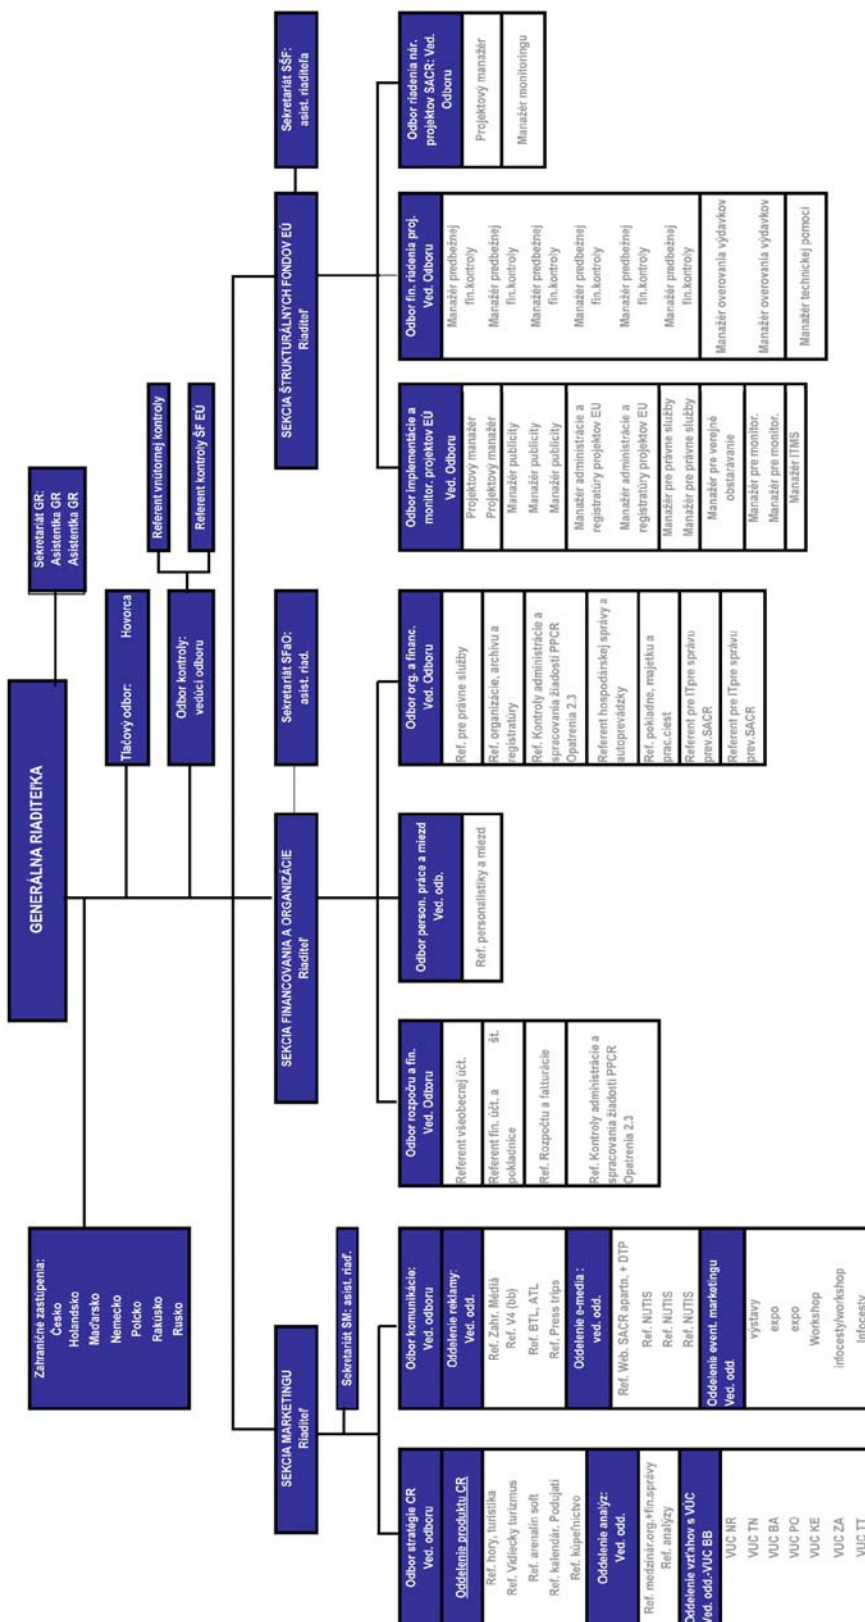 GENERÁLNA RIADITEĽKA
Sekretariát GR:
Asistentka GR
Asistentka GR
Zahraničné zastúpenia:
Česko
Holandsko
Maďarsko
Nemecko
Poľsko
Rakúsko
Rusko
Tlačový odbor: Hovorca
Odbor kontroly:
vedúci odboru
Referent vnútornej kontroly
Referent kontroly ŠF EÚ
SEKCIA MARKETINGU
Riaditeľ
Sekretariát SM: asist. riad.
SEKCIA FINANCOVANIA A ORGANIZÁCIE
Riaditeľ
Sekretariát SFaO:
asist. riad.
SEKCIA ŠTRUKTURÁLNYCH FONDOV EÚ
Riaditeľ
Sekretariát SŠF:
asist. riaditeľa
Odbor stratégie CR
Ved. odboru
Oddelenie produktu CR
Ref. hory, turistika
Ref. Vidiecky turizmus
Ref. arenalin soft
Ref. kalendár. Podujatí
Ref. kúpeľníctvo
Oddelenie analýz:
Ved. odd.
Ref. medzinár.org.+fin.správy
Ref. analýzy
Oddelenie vzťahov s VÚC
Ved. odd.-VUC BB
VUC NR
VUC TN
VUC BA
VUC PO
VUC KE
VUC ZA
VUC TT
Odbor komunikácie:
Ved. odboru
Oddelenie reklamy:
Ved. odd.
Ref. Zahr. Médiá
Ref. V4 (bb)
Ref. BTL, ATL
Ref. Press trips
Oddelenie e-media :
ved. odd.
Ref. Web. SACR apartn. + DTP
Ref. NUTIS
Ref. NUTIS
Ref. NUTIS
Oddelenie event. marketingu
Ved. odd.
výstavy
expo
expo
Workshop
infocesty/workshop
Infocesty
Odbor rozpočru a fin.
Ved. Odboru
Referent všeobecnej účt.
Referent fin. účt. a št.
pokladnice
Ref. Rozpočtu a fatturácie
Ref. Kontroly administrácie a
spracovania žiadostí PPCR
Opatrenia 2.3
Odbor person. práce a miezd
Ved. odb.
Ref. personalistiky a miezd
Odbor org. a financ.
Ved. Odboru
Ref. pre právne služby
Ref. organizácie, archívu a
registratúry
Ref. Kontroly administrácie a
spracovania žiadostí PPCR
Opatrenia 2.3
Referent hospodárskej správy a
autoprevádzky
Ref. pokladne, majetku a
prac.ciest
Referent pre ITpre správu
prev.SACR
Referent pre ITpre správu
prev.SACR
Odbor implementácie a
monitor. projektov EÚ
Ved. Odboru
Projektový manažér
Projektový manažér
Manažér publicity
Manažér publicity
Manažér publicity
Manažér administrácie a
registratúry projektov EU
Manažér administrácie a
registratúry projektov EU
Manažér pre právne služby
Manažér pre právne služby
Manažér pre verejné
obstarávanie
Manažér pre monitor.
Manažér pre monitor.
Manažér ITMS
Odbor fin. riadenia proj.
Ved. Odboru
Manažér predbežnej
fin.kontroly
Manažér predbežnej
fin.kontroly
Manažér predbežnej
fin.kontroly
Manažér predbežnej
fin.kontroly
Manažér predbežnej
fin.kontroly
Manažér predbežnaj
fin.kontroly
Manažér overovania výdavkov
Manažér overovania výdavkov
Manažér technickej pomoci
Odbor riadenia nár.
projektov SACR: Ved.
Odboru
Projektový manažér
Manažér monitoringu